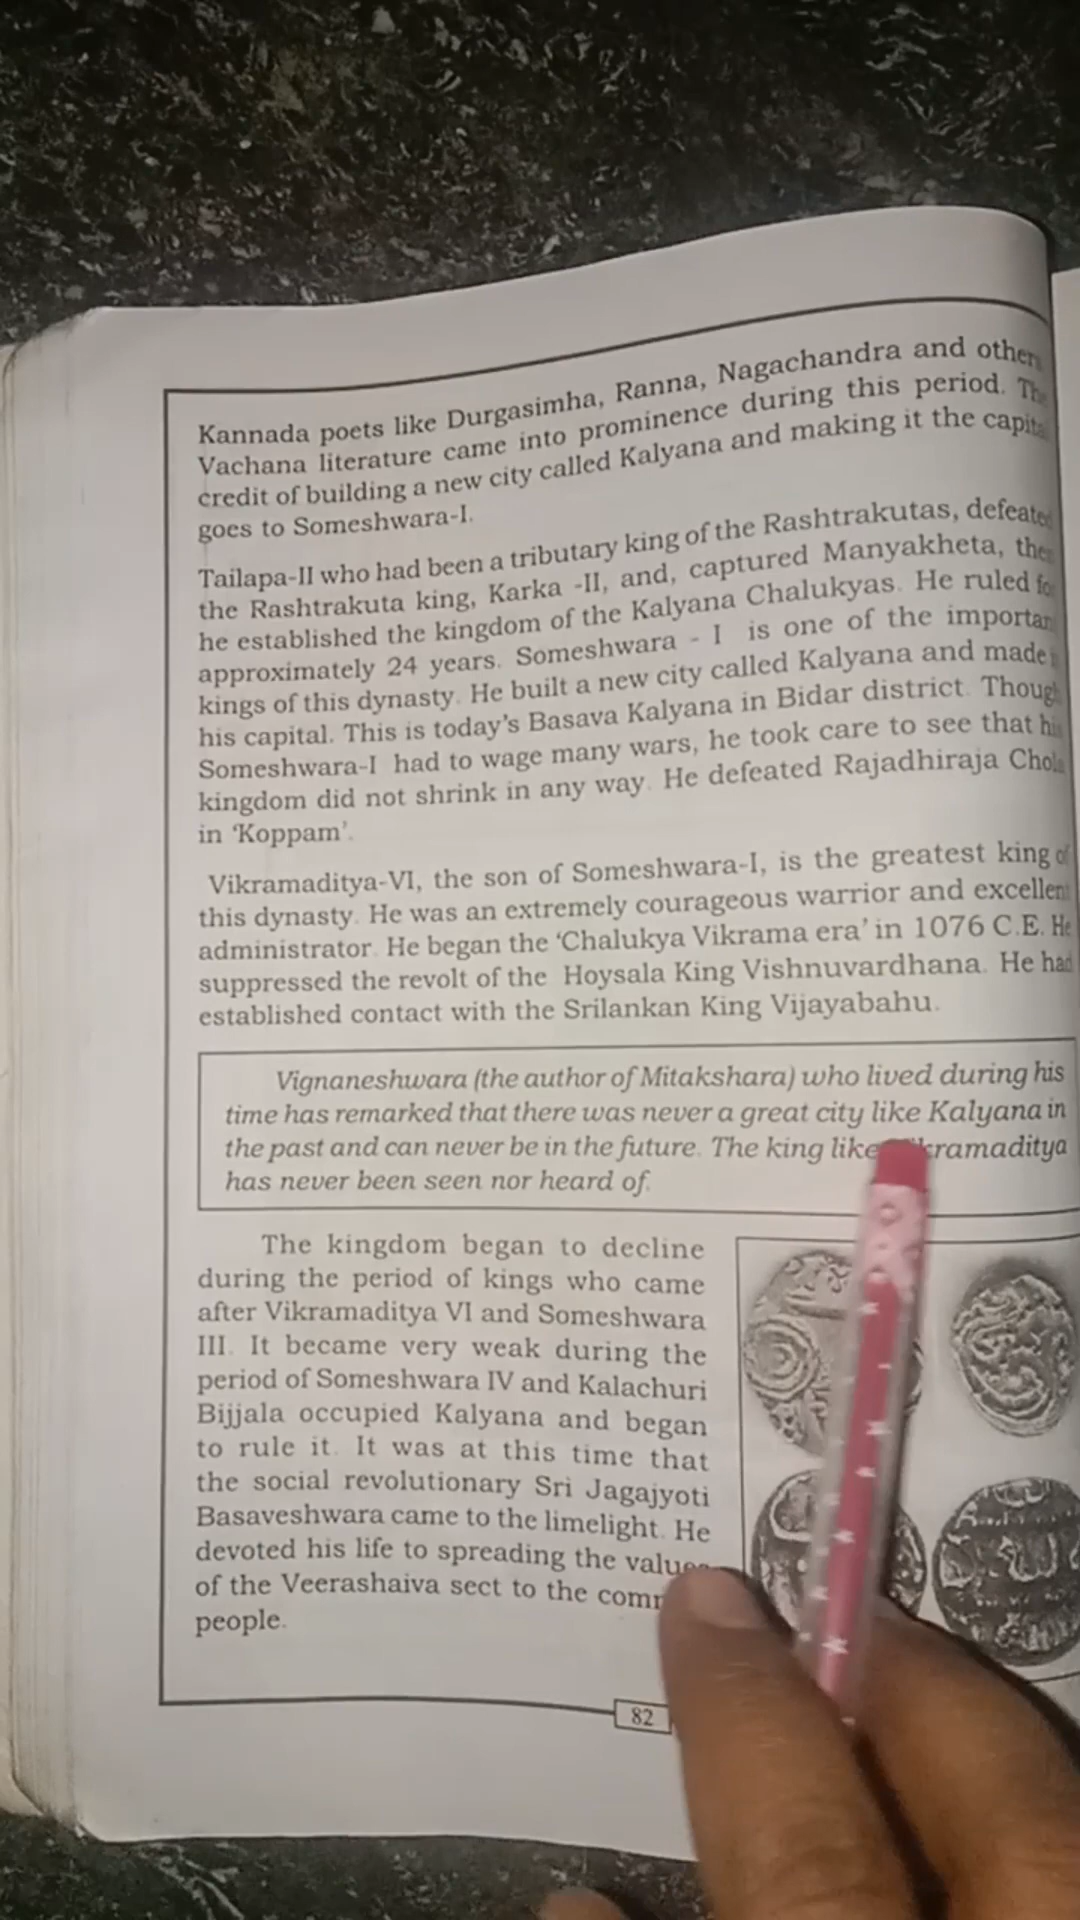 Kannada poets like Durgasimha, Ranna, Nagachandra and other
Vachana literature came into prominence during this period. The
credit of building a new city called Kalyana and making it the
goes to Someshwara-I.
Tailapa-II who had been a tributary king of the Rashtrakutas, defeated
the Rashtrakuta king, Karka -II, and, captured Manyakheta,
he established the kingdom of the Kalyana Chalukyas. He ruled
approximately 24 years. Someshwara - I is one of the
kings of this dynasty. He built a new city called Kalyana and made
his capital. This is today's Basava Kalyana in Bidar district. Though
Someshwara-I had to wage many wars, he took care to see that his
kingdom did not shrink in any way. He defeated Rajadhiraja Chola
in 'Koppam'.
Vikramaditya-VI, the son of Someshwara-I, is the greatest king of
this dynasty. He was an extremely courageous warrior and excellent
administrator. He began the 'Chalukya Vikrama era' in 1076 C.E. He
suppressed the revolt of the Hoysala King Vishnuvardhana. He had
established contact with the Srilankan King Vijayabahu.
Vignaneshwara (the author of Mitakshara) who lived during his
time has remarked that there was never a great city like Kalyana in
the past and can never be in the future. The king like
has never been seen nor heard of.
The kingdom began to decline
during the period of kings who came
after Vikramaditya VI and Someshwara
III. It became very weak during the
period of Someshwara IV and Kalachuri
Bijjala occupied Kalyana and began
to rule it. It was at this time that
the social revolutionary Sri Jagajyoti
Basaveshwara came to the limelight. He
devoted his life to spreading the values
of the Veerashaiva sect to the
people.
82